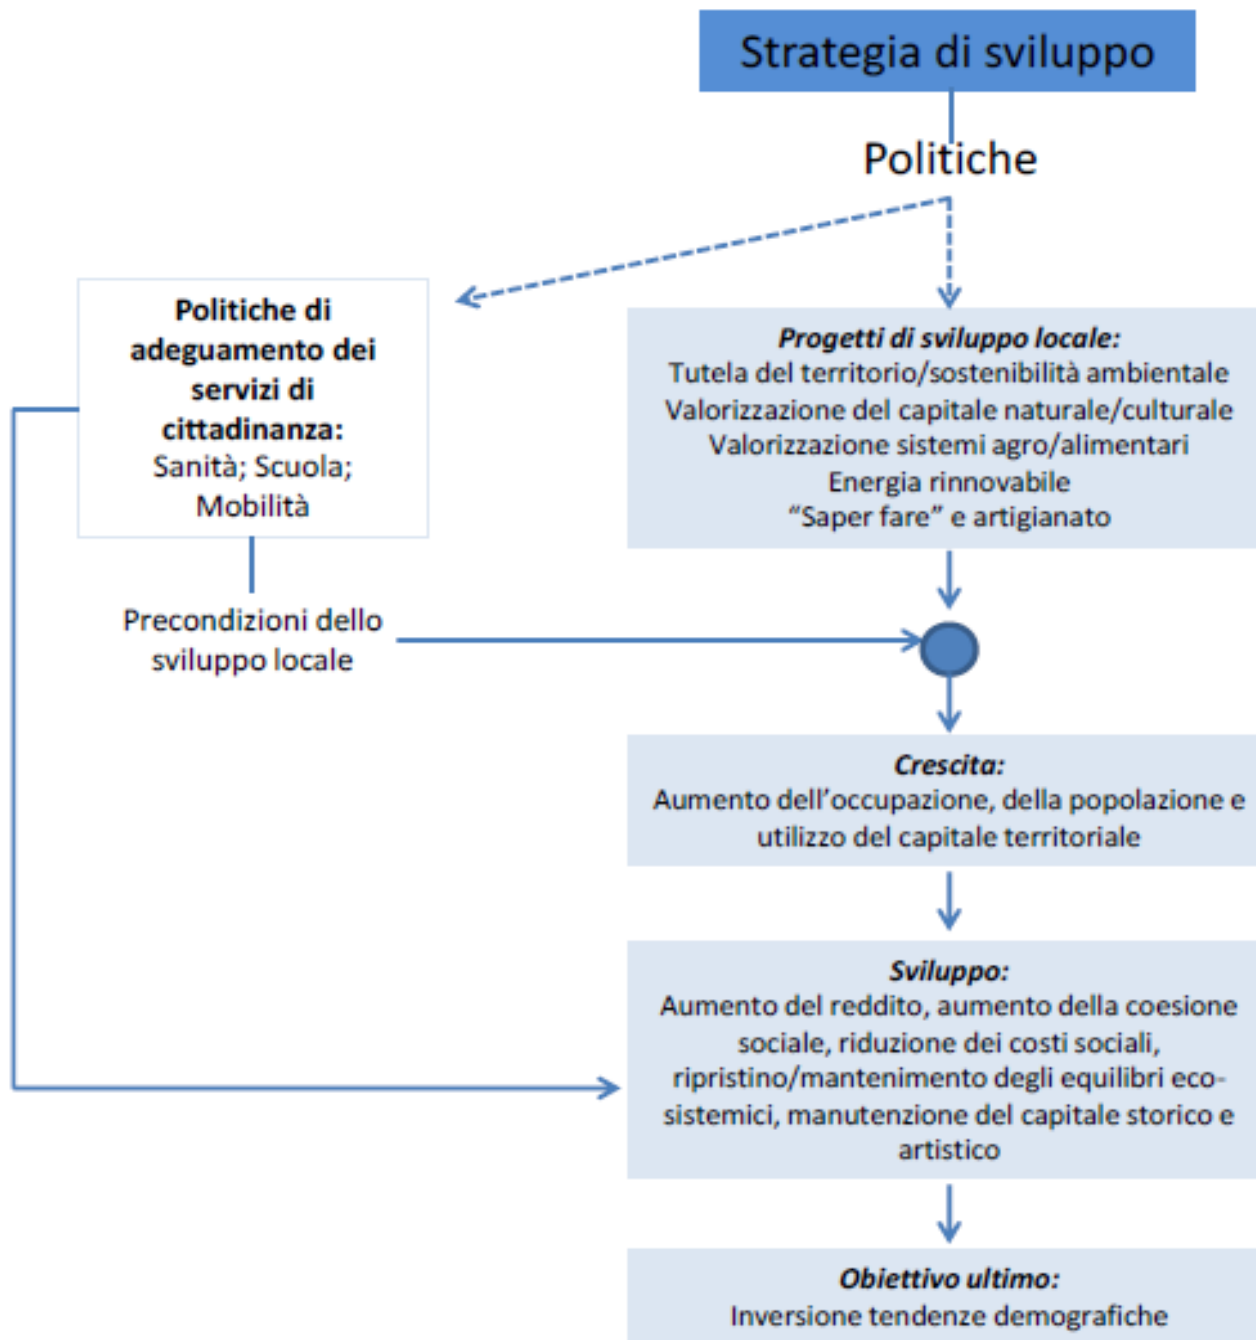 Strategia di sviluppo
Politiche
Politiche di
adeguamento dei
servizi di
cittadinanza:
Sanità; Scuola;
Mobilità
Progetti di sviluppo locale:
Tutela del territorio/sostenibilità ambientale
Valorizzazione del capitale naturale/culturale
Valorizzazione sistemi agro/alimentari
Energia rinnovabile
“Saper fare” e artigianato
Precondizioni dello
sviluppo locale
Crescita:
Aumento dell’occupazione, della popolazione e
utilizzo del capitale territoriale
Sviluppo:
Aumento del reddito, aumento della coesione
sociale, riduzione dei costi sociali,
ripristino/mantenimento degli equilibri eco-
sistemici, manutenzione del capitale storico e
artistico
Obiettivo ultimo:
Inversione tendenze demografiche